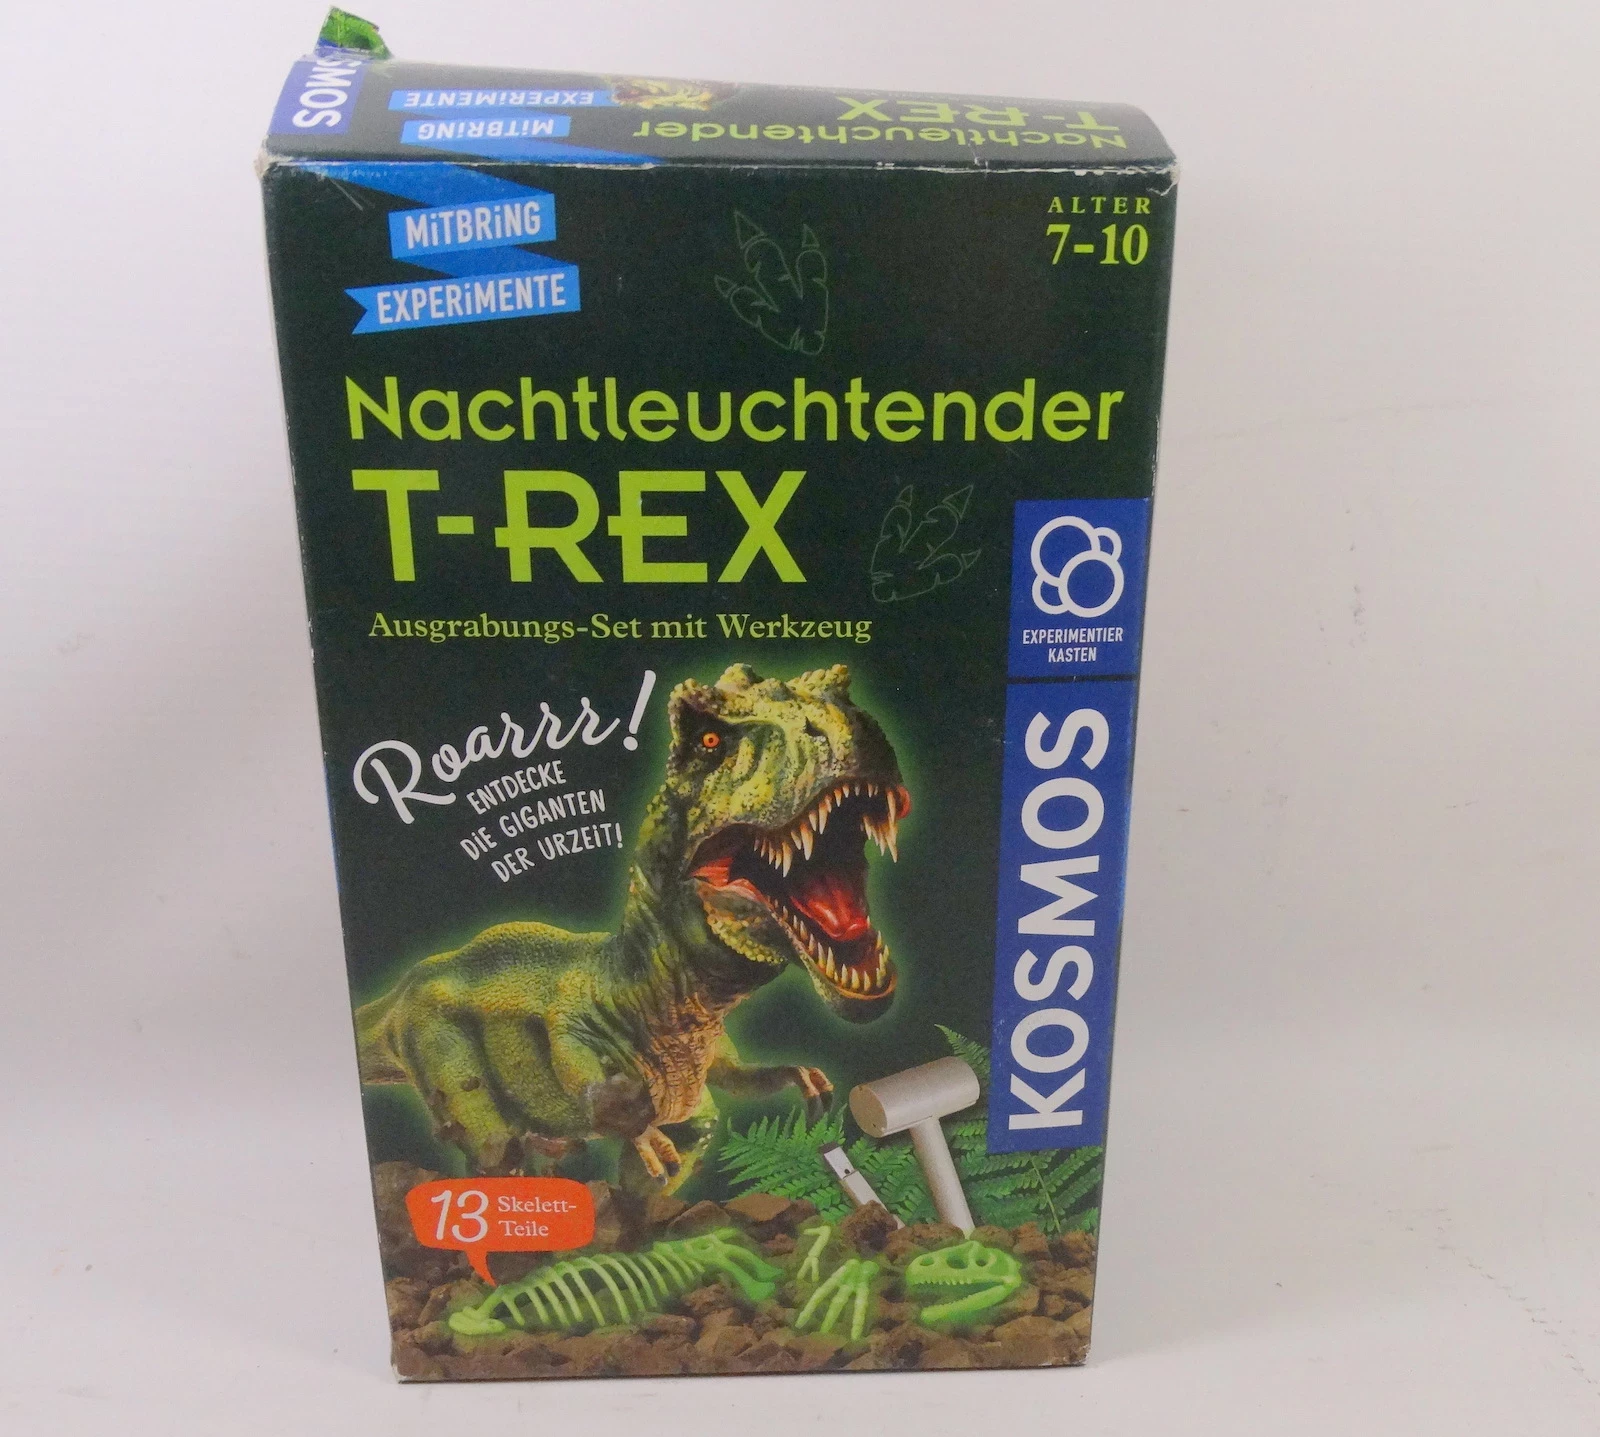 KOSMOS
EXPERiMENTE
MiTBRiNG
Nachtleuchtender
T-REX
MiTBRiNG
EXPERiMENTE
ALTER
7-10
Nachtleuchtender
T-REX
Ausgrabungs-Set mit Werkzeug
EXPERIMENTIER
KASTEN
KOSMOS
Roarrr!
ENTDECKE
DiE GIGANTEN
DER URZEiT!
13 Skelett-
Teile